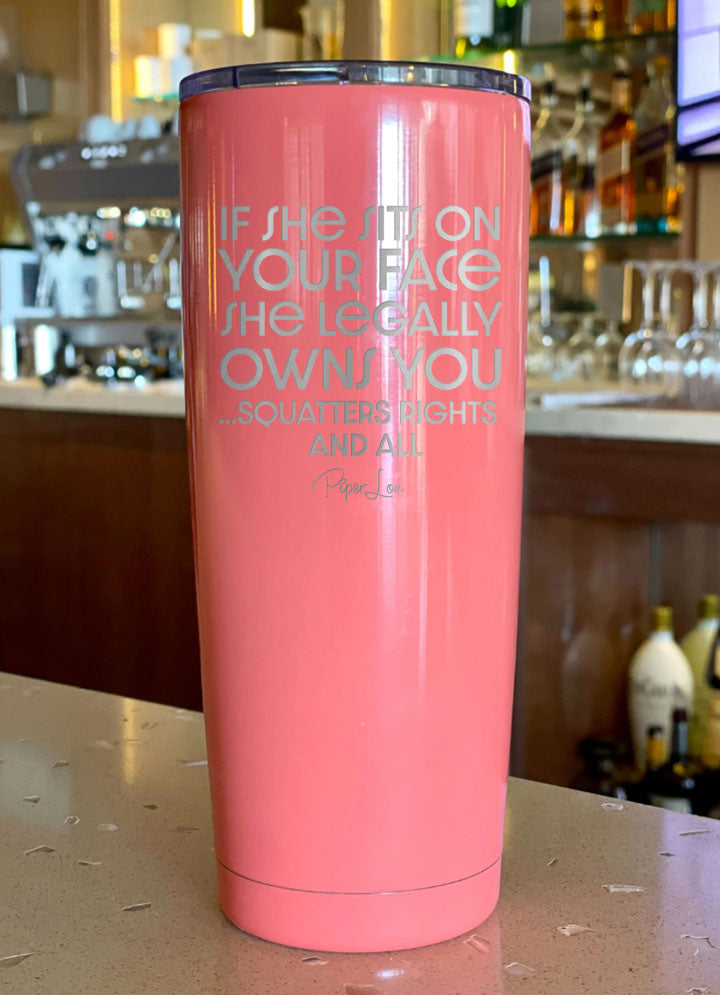 IF SHE SITS ON
YOUR FACE
SHE LEGALLY
OWNS YOU
...SQUATTERS RIGHTS
AND ALL
Piper Lou